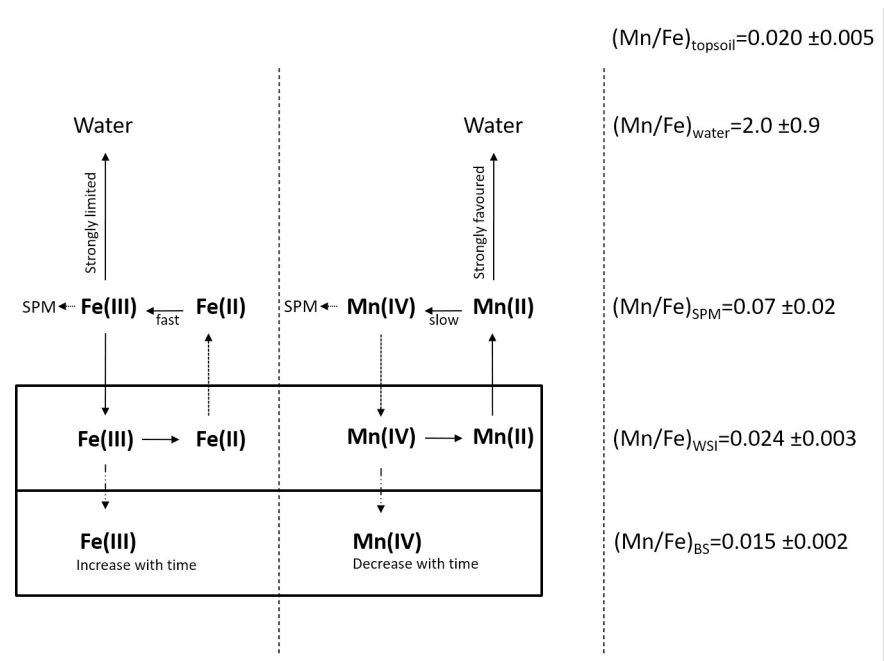 (Mn/Fe)topsoil=0.020 ±0.005
Water Water (Mn/Fe)water=2.0 ±0.9
Strongly limited
Strongly favoured
SPM Fe(III) Fe(II) SPM Mn(IV) Mn(II) (Mn/Fe)SPM=0.07 ±0.02
fast slow
Fe(III) Fe(II) Mn(IV) Mn(II) (Mn/Fe)WSI=0.024 ±0.003
Fe(III) Mn(IV) (Mn/Fe)BS=0.015 ±0.002
Increase with time Decrease with time